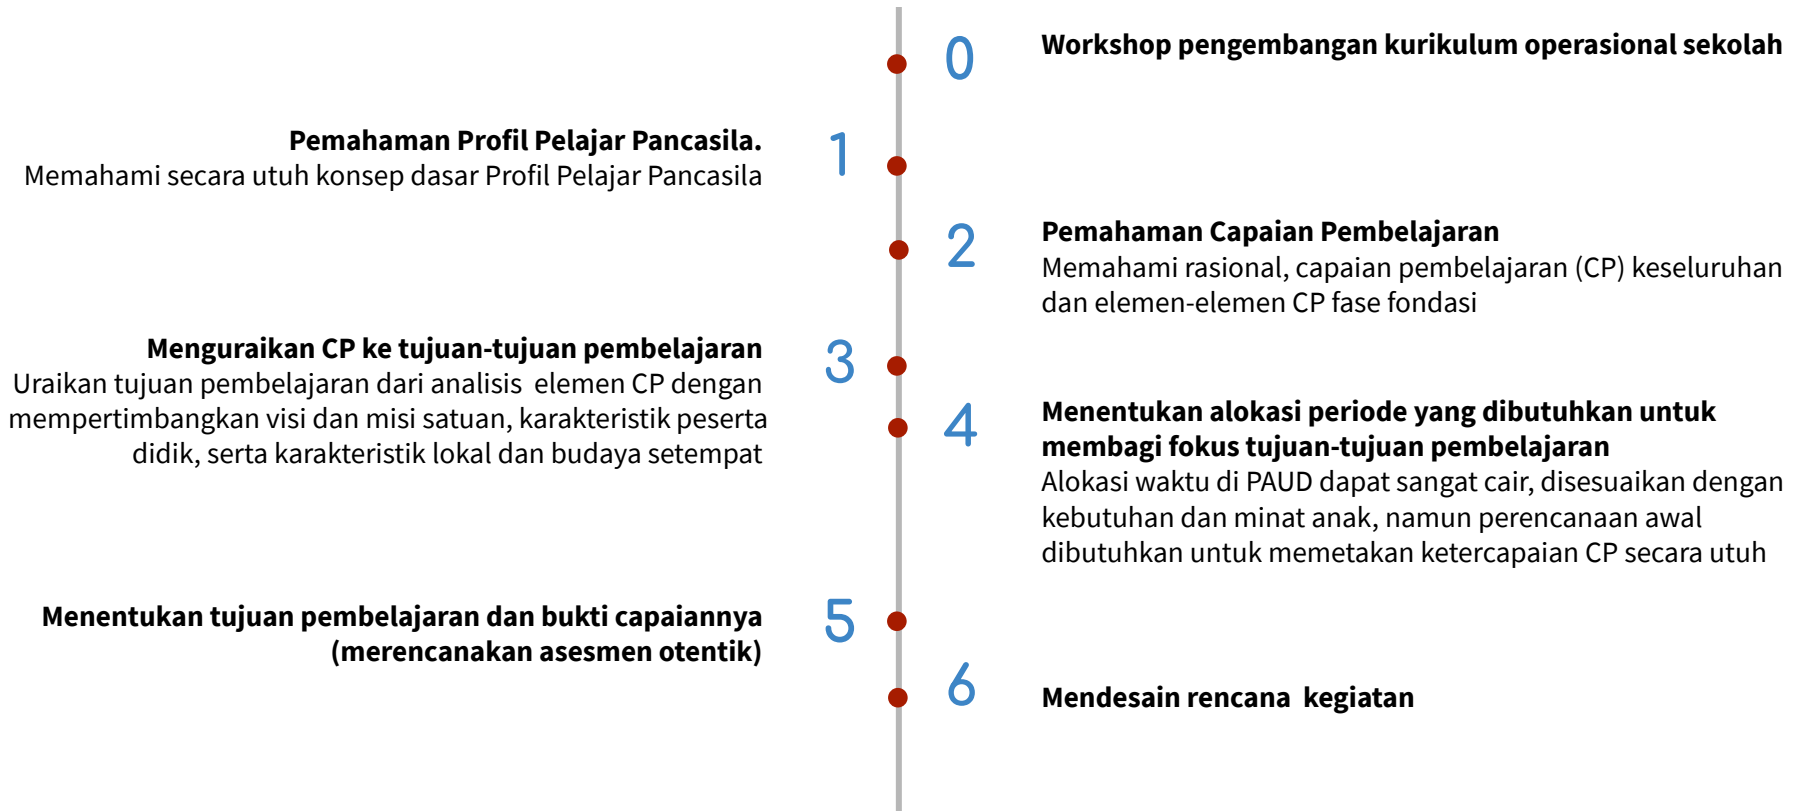 0
Workshop pengembangan kurikulum operasional sekolah
1
Pemahaman Profil Pelajar Pancasila.
Memahami secara utuh konsep dasar Profil Pelajar Pancasila
2
Pemahaman Capaian Pembelajaran
Memahami rasional, capaian pembelajaran (CP) keseluruhan
dan elemen-elemen CP fase fondasi
3
Menguraikan CP ke tujuan-tujuan pembelajaran
Uraikan tujuan pembelajaran dari analisis  elemen CP dengan
mempertimbangkan visi dan misi satuan, karakteristik peserta
didik, serta karakteristik lokal dan budaya setempat
4
Menentukan alokasi periode yang dibutuhkan untuk
membagi fokus tujuan-tujuan pembelajaran
Alokasi waktu di PAUD dapat sangat cair, disesuaikan dengan
kebutuhan dan minat anak, namun perencanaan awal
dibutuhkan untuk memetakan ketercapaian CP secara utuh
5
Menentukan tujuan pembelajaran dan bukti capaiannya
(merencanakan asesmen otentik)
6
Mendesain rencana  kegiatan